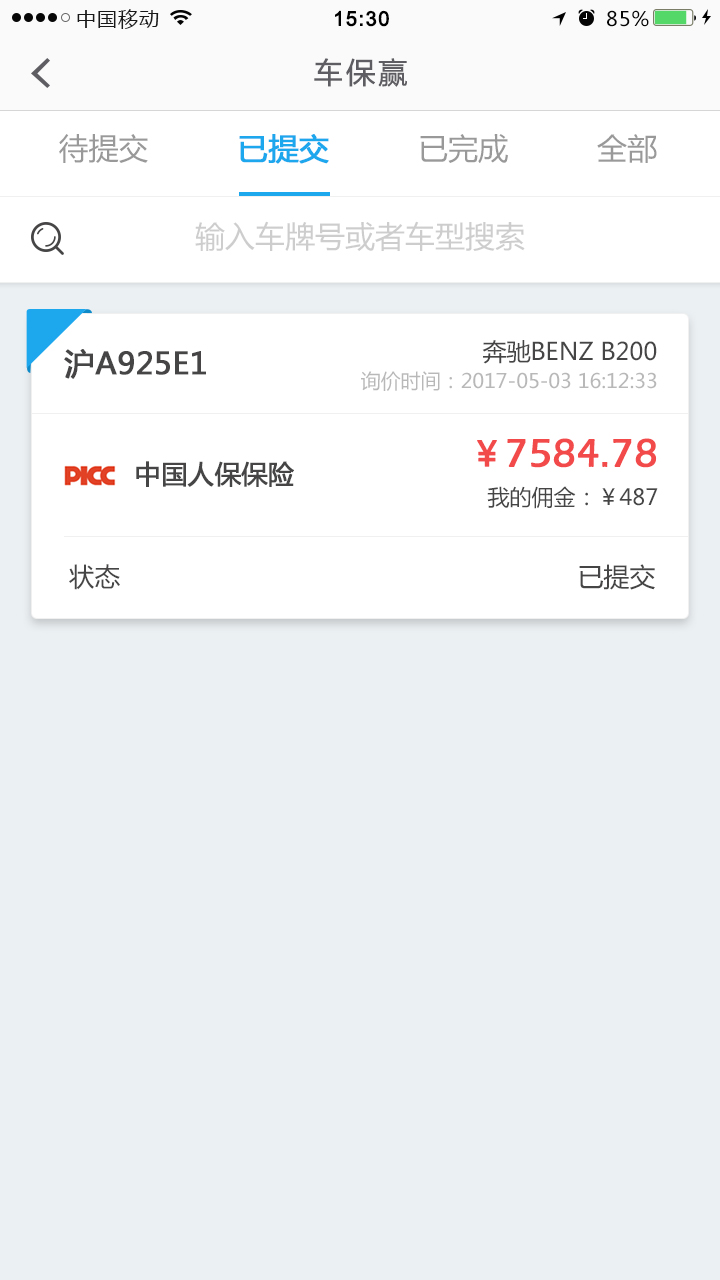 中国移动 15:30 85%
车保赢
待提交 已提交 已完成 全部
输入车牌号或者车型搜索
沪A925E1 奔驰BENZ B200
询价时间：2017-05-03 16:12:33
PICC 中国人保保险 ¥7584.78
我的佣金：¥487
状态 已提交